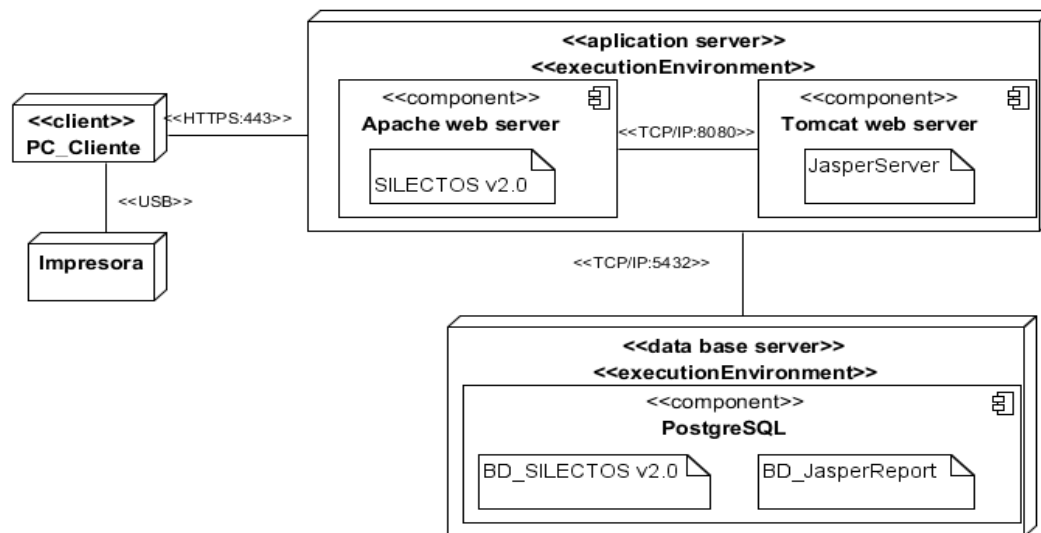 <<aplication server>>
<<executionEnvironment>>
<<component>>
Apache web server
SILECTOS v2.0
<<TCP/IP:8080>>
<<component>>
Tomcat web server
JasperServer
<<client>>
PC_Cliente
<<HTTPS:443>>
<<USB>>
Impresora
<<TCP/IP:5432>>
<<data base server>>
<<executionEnvironment>>
<<component>>
PostgreSQL
BD_SILECTOS v2.0
BD_JasperReport